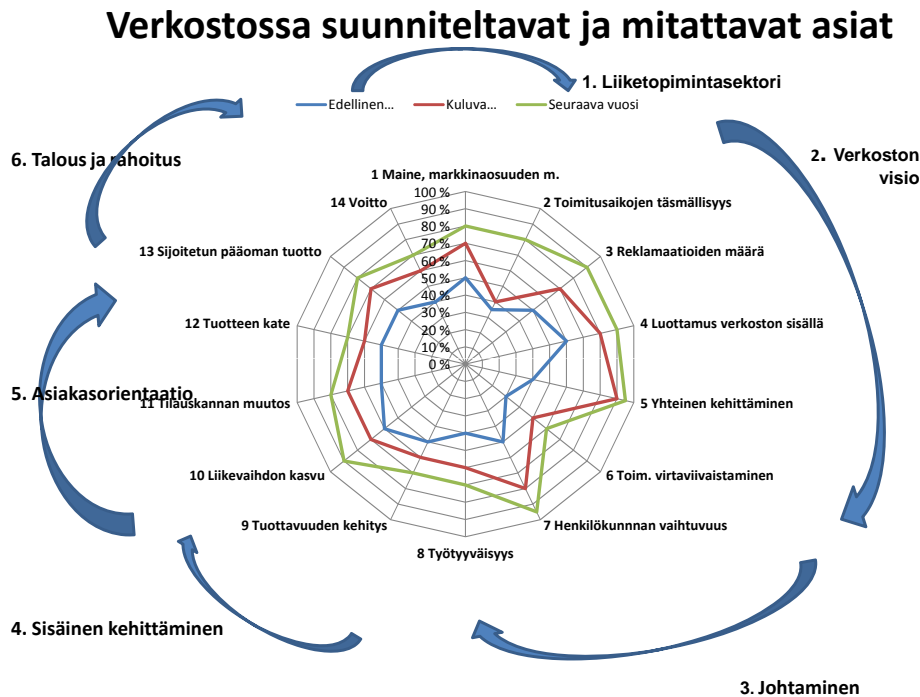 Verkostossa suunniteltavat ja mitattavat asiat
1. Liiketopimintasektori
Edellinen... Kuluva... Seuraava vuosi
2. Verkoston
visio
6. Talous ja rahoitus
1 Maine, markkinaosuuden m.
14 Voitto
2 Toimitusaikojen täsmällisyys
13 Sijoitetun pääoman tuotto
3 Reklamaatioiden määrä
12 Tuotteen kate
4 Luottamus verkoston sisällä
5. Asiakasorientaatio
11 Tilauskannan muutos
5 Yhteinen kehittäminen
10 Liikevaihdon kasvu
6 Toim. virtaviivaistaminen
9 Tuottavuuden kehitys
7 Henkilökunnnan vaihtuvuus
8 Työtyyväisyys
100 %
90 %
80 %
70 %
60 %
50 %
40 %
30 %
20 %
10 %
0 %
4. Sisäinen kehittäminen
3. Johtaminen